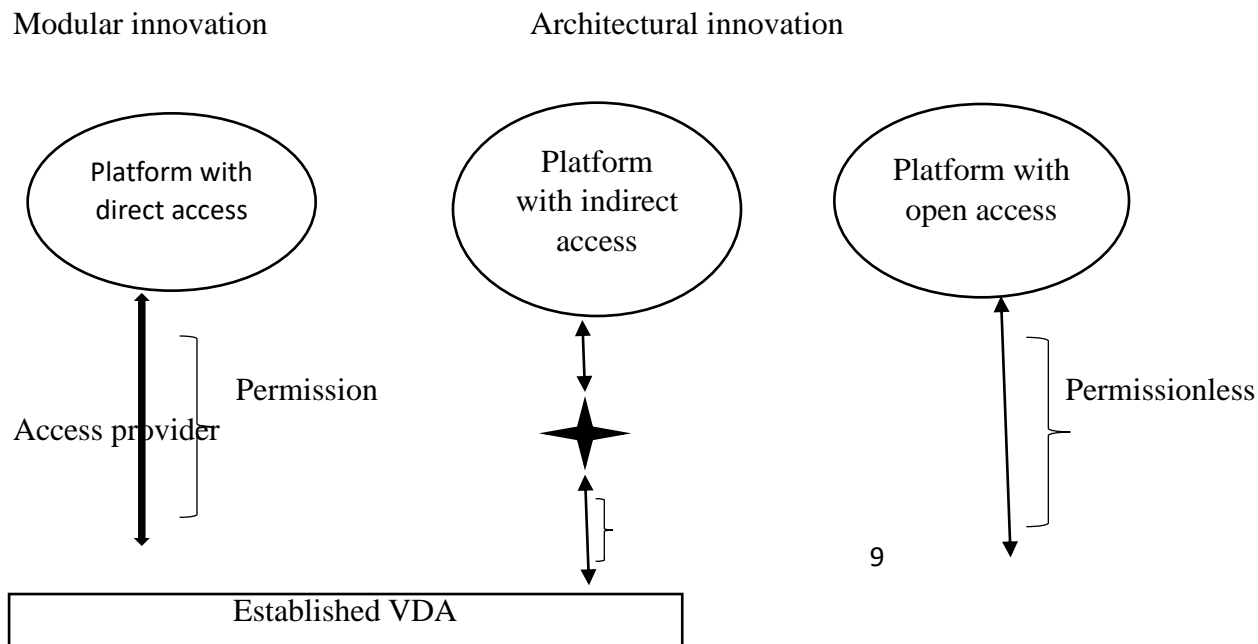 Modular innovation
Architectural innovation
Platform with
direct access
Platform
with indirect
access
Platform with
open access
Permission
Permissionless
Access provider
9
Established VDA